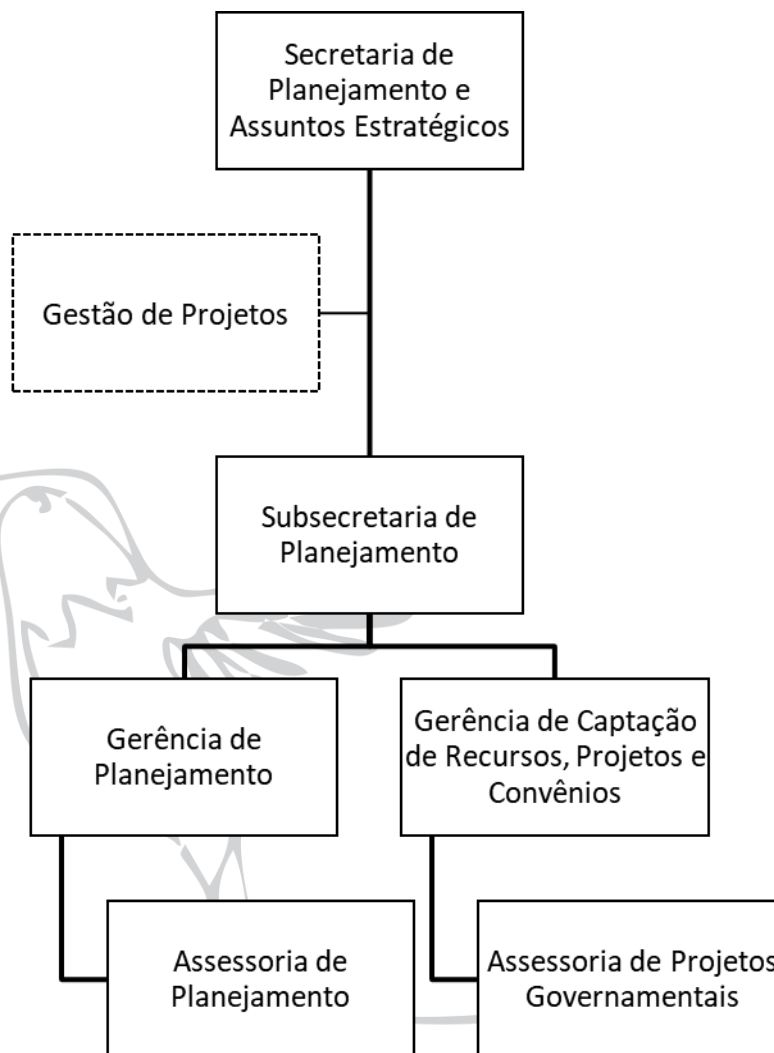 Secretaria de
Planejamento e
Assuntos Estratégicos
Gestão de Projetos
Subsecretaria de
Planejamento
Gerência de
Planejamento
Gerência de Captação
de Recursos, Projetos e
Convênios
Assessoria de
Planejamento
Assessoria de Projetos
Governamentais